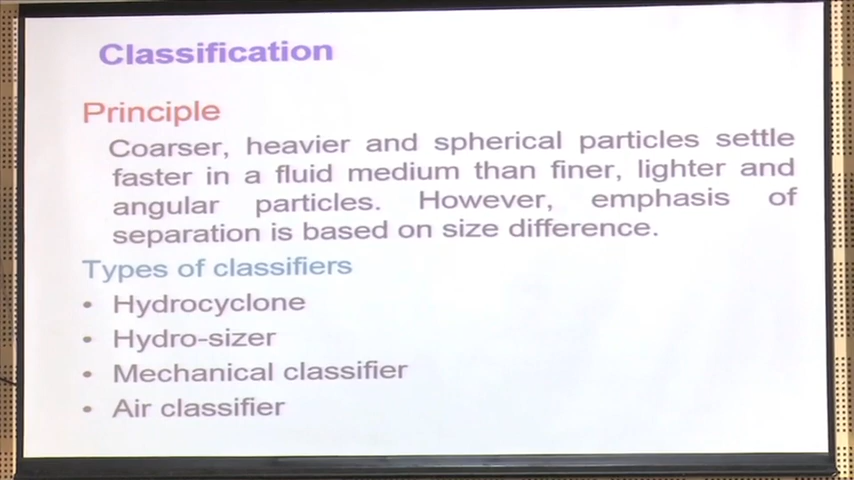 Classification
Principle
Coarser, heavier and spherical particles settle
faster in a fluid medium than finer, lighter and
angular particles. However, emphasis of
separation is based on size difference.
Types of classifiers
• Hydrocyclone
• Hydro-sizer
• Mechanical classifier
• Air classifier